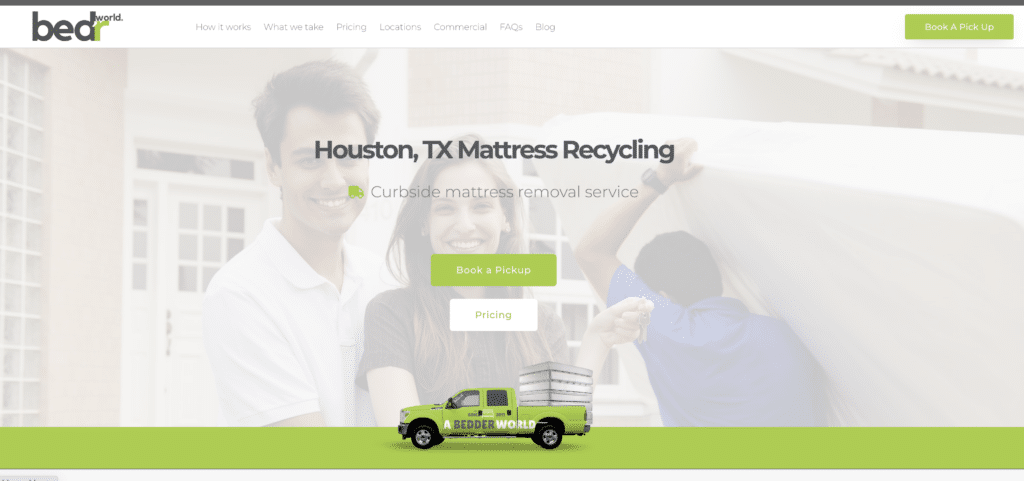 bedr
world.
How it works What we take Pricing Locations Commercial FAQs Blog
Book A Pick Up
Houston, TX Mattress Recycling
Curbside mattress removal service
Book a Pickup
Pricing
A BEDDER WORLD